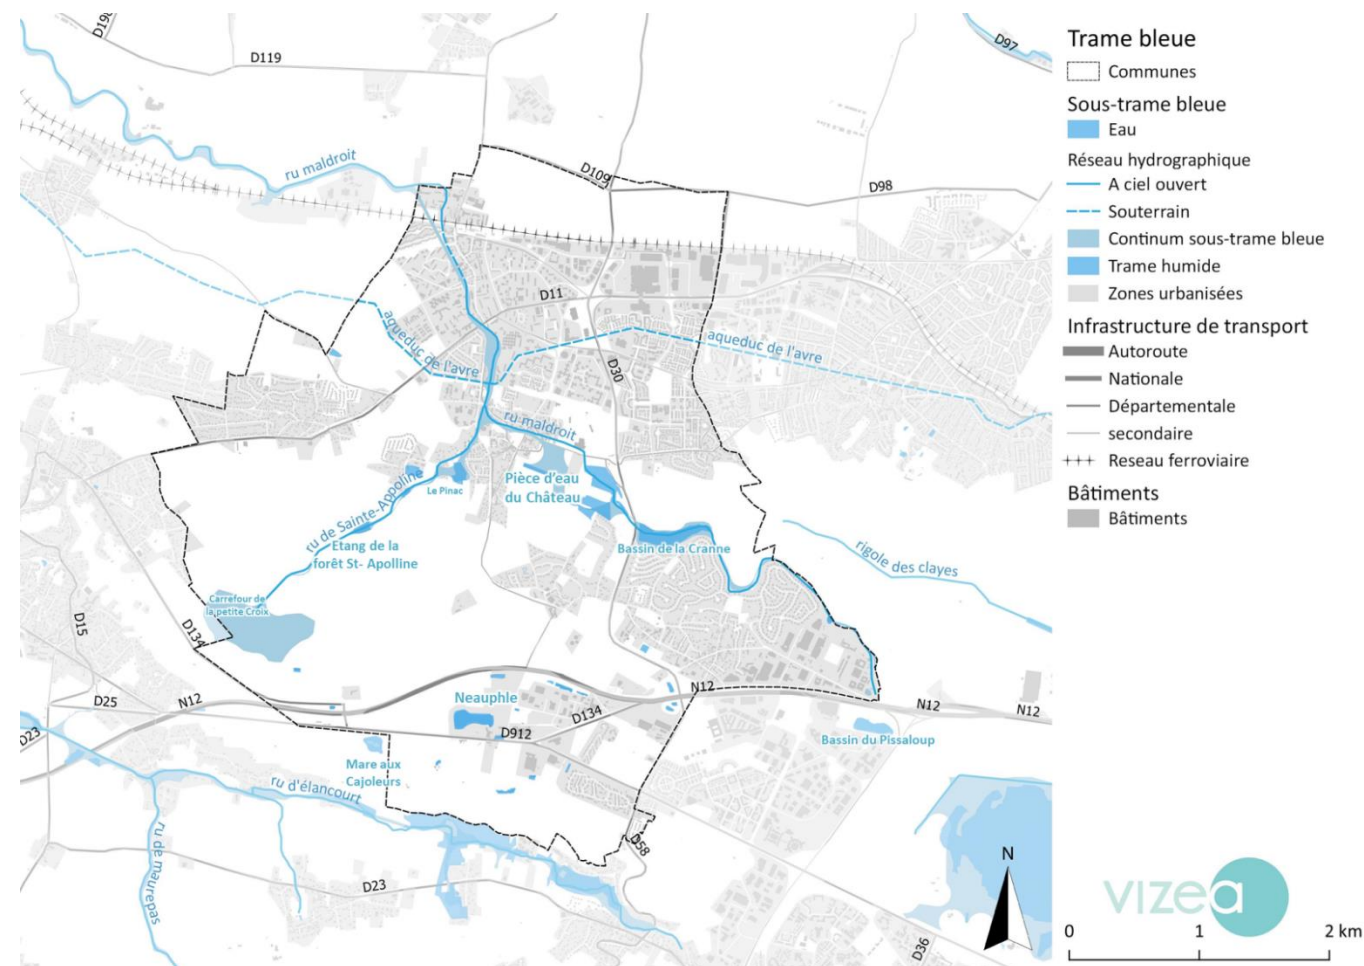 D190
D119
D97
ru maldroit
D109
D98
D11
aqueduc de l'avre
aqueduc de l'avre
D30
ru maldroit
Le Pinac
Pièce d'eau
du Château
ru de Sainte-Appoline
Etang de la
forêt St- Apolline
Bassin de la Cranne
rigole des clayes
Carrefour de
la petite Croix
D15
D134
D25
N12
Neauphle
N12
N12
N12
D134
D912
D23
Bassin du Pissaloup
Mare aux
Cajoleurs
ru d'élancourt
ru de maurepas
D58
D23
D36
N
Trame bleue
Communes
Sous-trame bleue
Eau
Réseau hydrographique
A ciel ouvert
Souterrain
Continum sous-trame bleue
Trame humide
Zones urbanisées
Infrastructure de transport
Autoroute
Nationale
Départementale
secondaire
Reseau ferroviaire
Bâtiments
Bâtiments
vizea
0 1 2 km